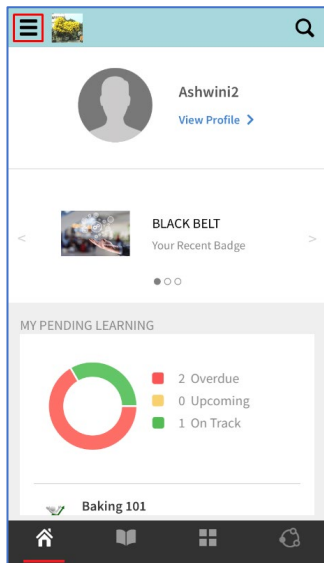 Ashwini2
View Profile >
BLACK BELT
Your Recent Badge
< >
MY PENDING LEARNING
2 Overdue
0 Upcoming
1 On Track
Baking 101